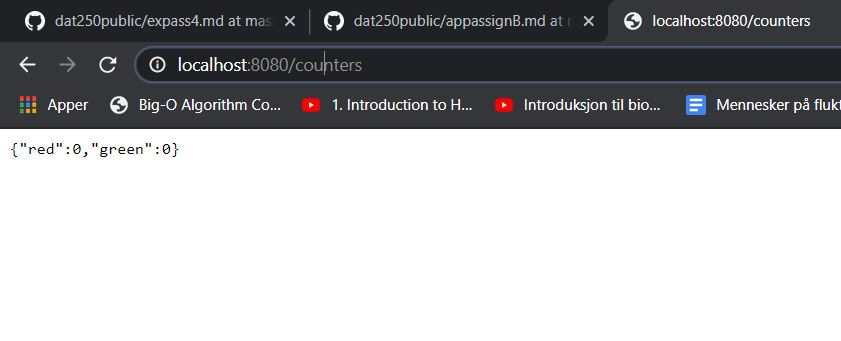 dat250public/expass4.md at mas
dat250public/appassignB.md at m
localhost:8080/counters
localhost:8080/counters
Apper
Big-O Algorithm Co...
1. Introduction to H...
Introduksjon til bio...
Mennesker på flukt
{"red":0,"green":0}